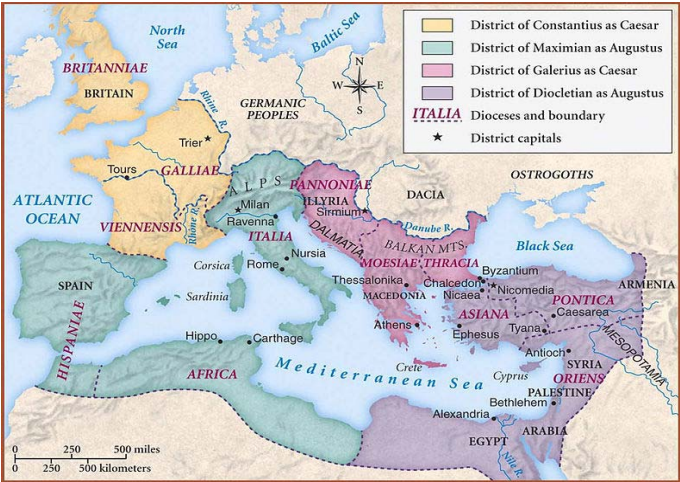 District of Constantius as Caesar
District of Maximian as Augustus
District of Galerius as Caesar
District of Diocletian as Augustus
ITALIA Dioceses and boundary
★ District capitals
North
Sea
Baltic Sea
N
W E
S
BRITANNIAE
BRITAIN
Rhine R.
GERMANIC
PEOPLES
Trier
Tours
GALLIAE
OSTROGOTHS
ATLANTIC
OCEAN
ALPS
PANNONIAE
DACIA
Milan
ILLYRIA
Sirmium
Ravenna
VIENNENSIS
Rhône R.
Danube R.
DALMATIA
ITALIA
BALKAN MTS.
Black Sea
Corsica
Nursia
Rome
MOESIAE
THRACIA
Byzantium
SPAIN
Sardinia
Thessalonika
Chalcedon
Nicomedia
ARMENIA
MACEDONIA
Nicaea
PONTICA
ASIANA
Caesarea
HISPANIAE
Hippo
Carthage
Athens
Ephesus
Tyana
MESOPOTAMIA
Mediterranean Sea
Crete
Cyprus
Antioch
SYRIA
AFRICA
ORIENS
PALESTINE
Bethlehem
Alexandria
ARABIA
EGYPT
Nile R.
0 250 500 miles
0 250 500 kilometers